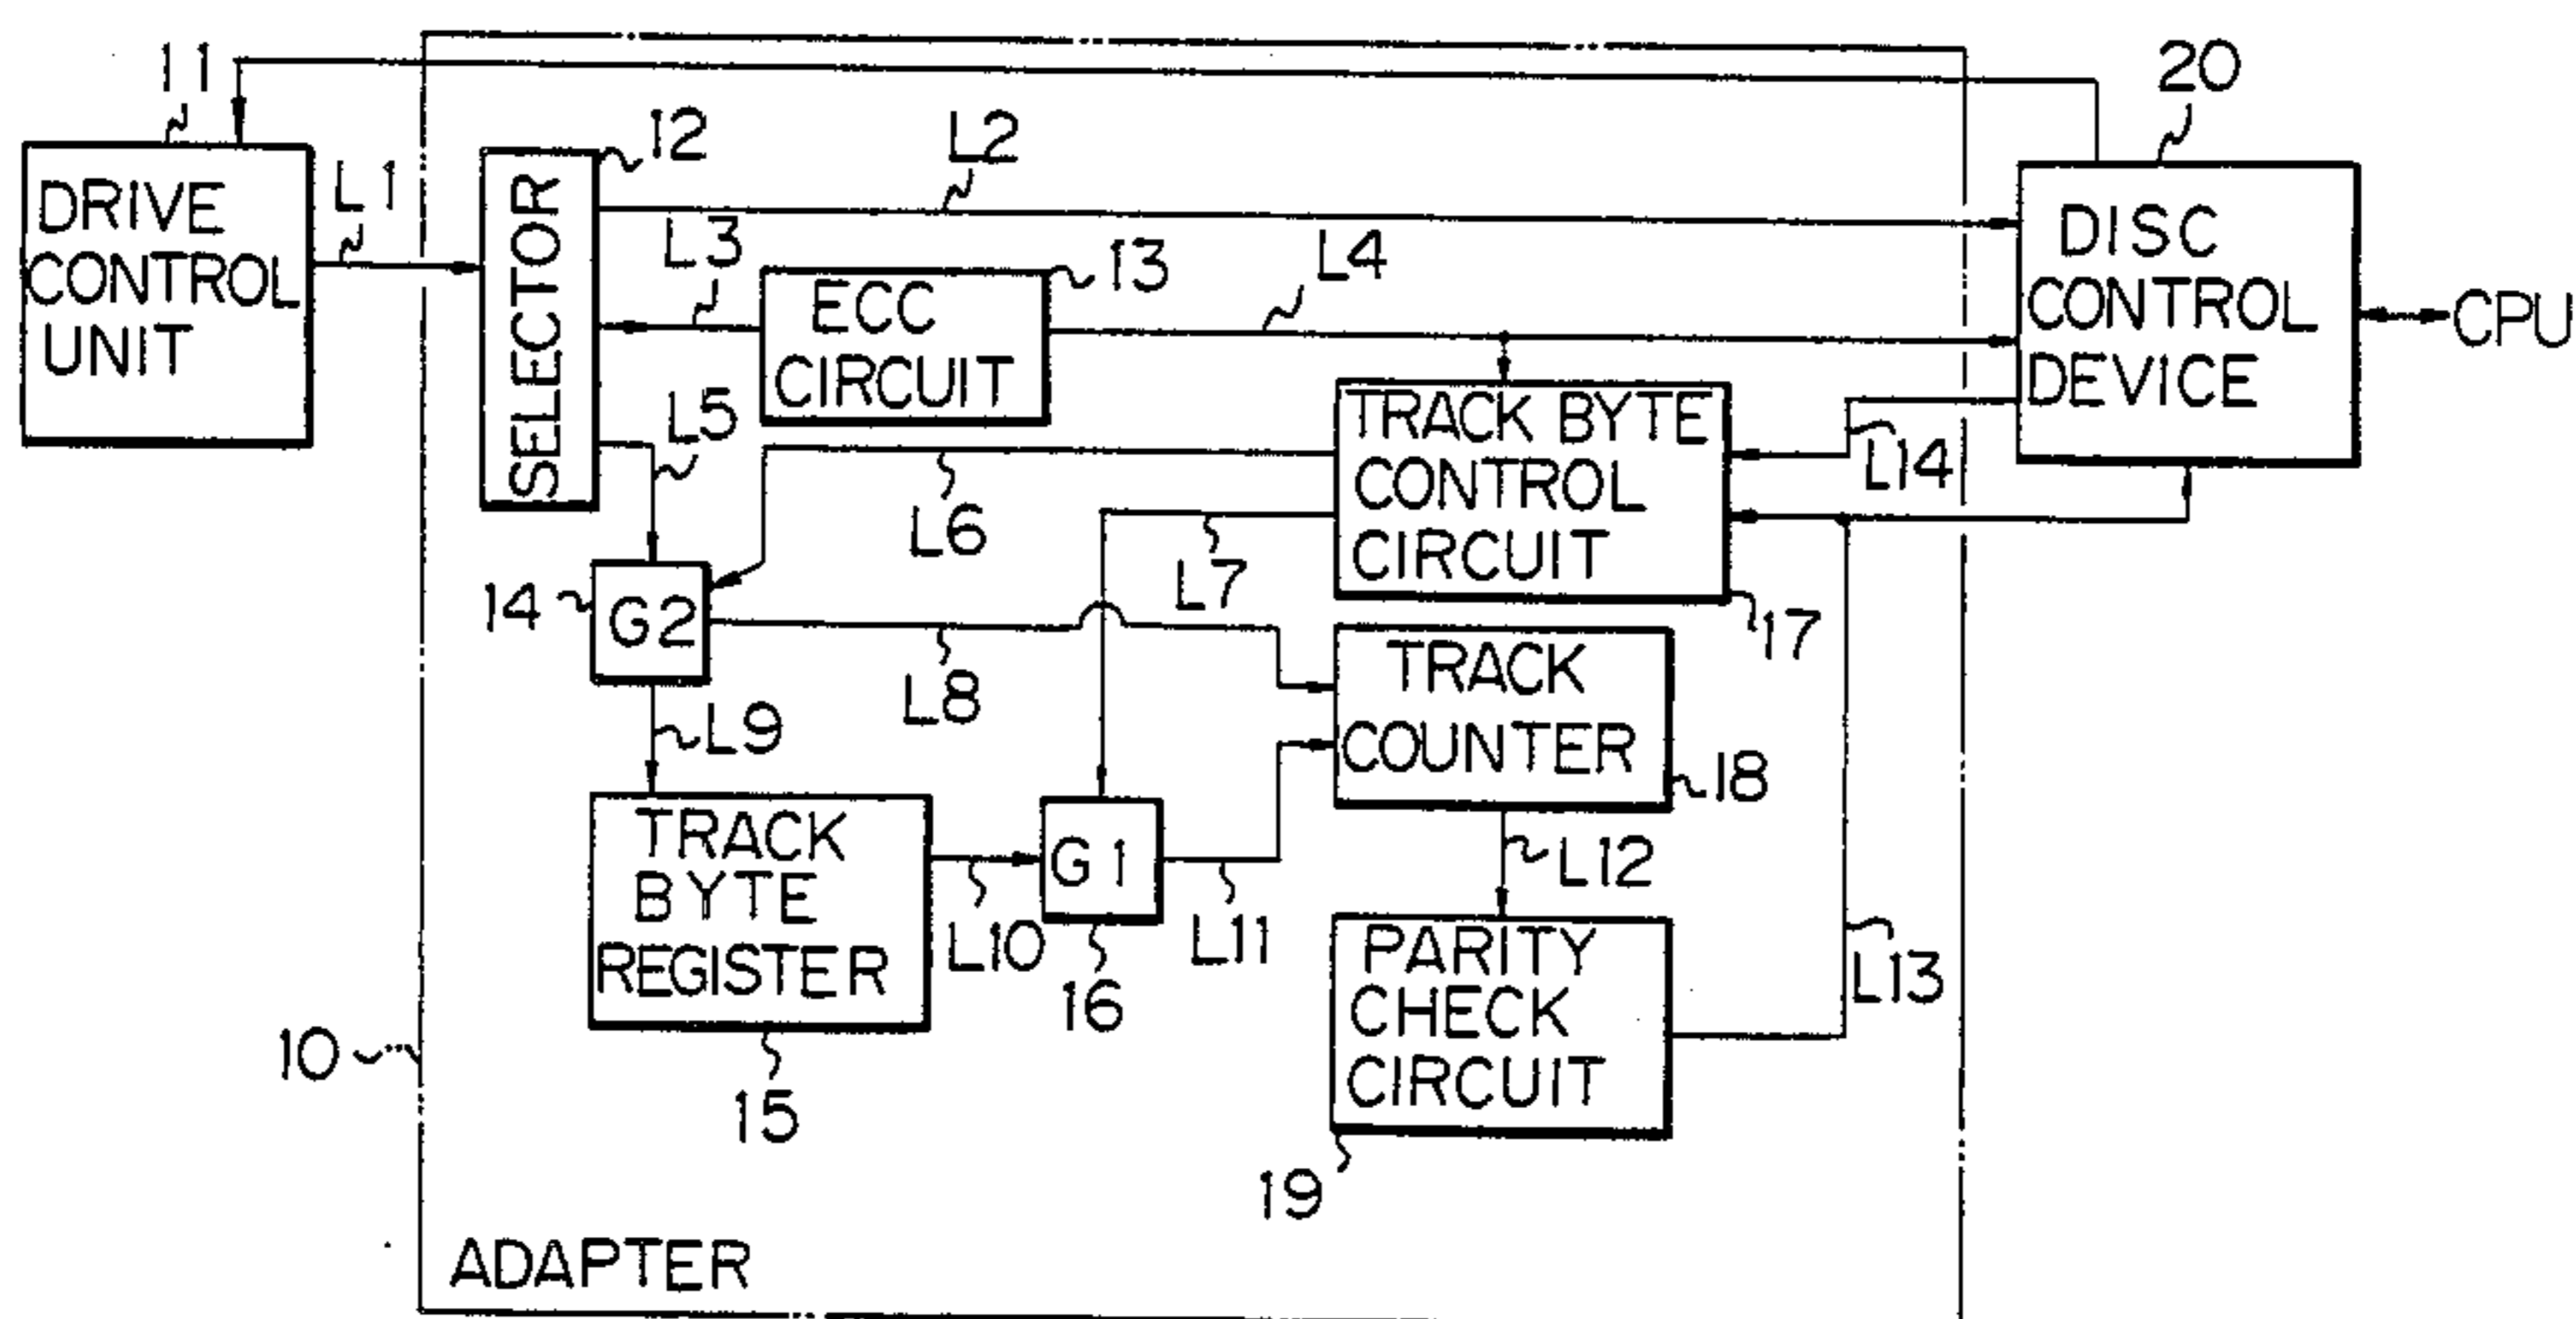 11
20
12
L2
DRIVE
CONTROL
UNIT
L1
SELECTOR
L3
13
L4
ECC
CIRCUIT
DISC
CONTROL
DEVICE
CPU
L5
TRACK BYTE
CONTROL
CIRCUIT
L14
L6
L7
14
G2
17
L8
TRACK
COUNTER
L9
18
TRACK
BYTE
REGISTER
G1
L12
L10
L11
16
PARITY
CHECK
CIRCUIT
L13
10
15
19
ADAPTER